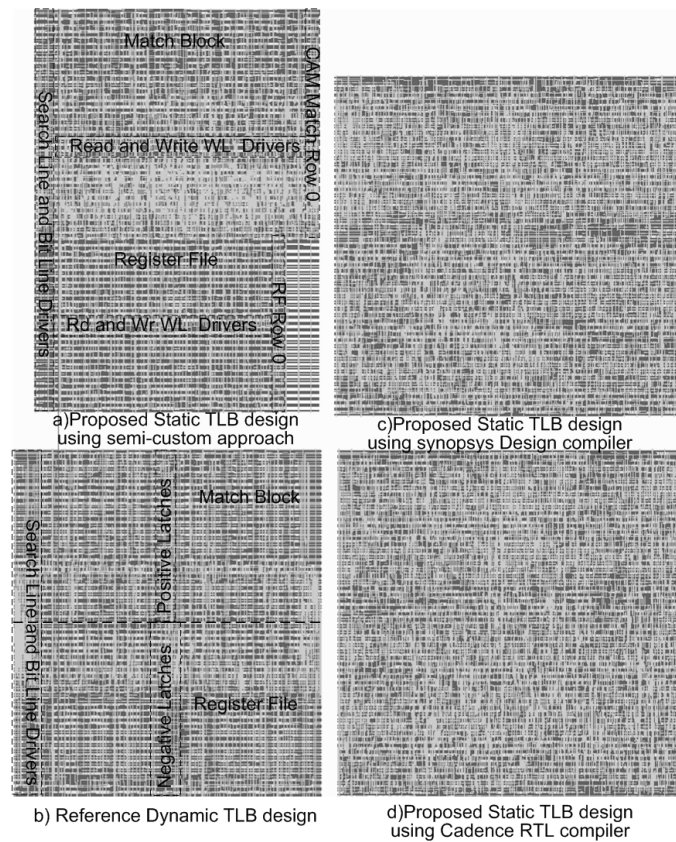 Match Block
CAM Match Row 0
Search Line and Bit Line Drivers
Read and Write WL Drivers
Register File
RF Row 0
Rd and Wr WL Drivers
a)Proposed Static TLB design
using semi-custom approach
c)Proposed Static TLB design
using synopsys Design compiler
Positive Latches
Match Block
Search Line and Bit Line Drivers
Negative Latches
Register File
b) Reference Dynamic TLB design
d)Proposed Static TLB design
using Cadence RTL compiler